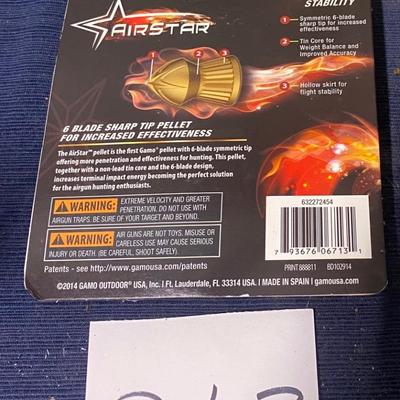 STABILITY
AIRSTAR
1 Symmetric 6-blade
sharp tip for increased
effectiveness
2 Tin Core for
Weight Balance and
Improved Accuracy
3 Hollow skirt for
flight stability
1 2 3
6 BLADE SHARP TIP PELLET
FOR INCREASED EFFECTIVENESS
The AirStar™ pellet is the first Gamo® pellet with 6-blade symmetric tip
offering more penetration and effectiveness for hunting. This pellet,
together with a non-lead tin core and the 6-blade design,
increases terminal impact energy becoming the perfect solution
for the airgun hunting enthusiasts.
WARNING: EXTREME VELOCITY AND GREATER
PENETRATION. DO NOT USE WITH
AIRGUN TRAPS. BE SURE OF YOUR TARGET AND BEYOND.
WARNING: AIR GUNS ARE NOT TOYS. MISUSE OR
CARELESS USE MAY CAUSE SERIOUS
INJURY OR DEATH. (BE CAREFUL, SHOOT SAFELY).
Patents - see http://www.gamousa.com/patents
632272454
7 93676 06713 1
PRINT 888811 BD102914
©2014 GAMO OUTDOOR® USA, Inc. I Ft. Lauderdale, FL 33314 USA. I MADE IN SPAIN I gamousa.com